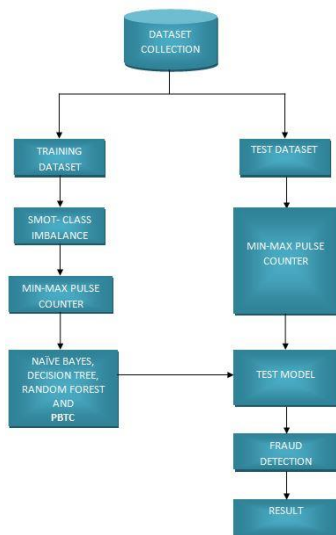 DATASET
COLLECTION
TRAINING
DATASET
TEST DATASET
SMOT- CLASS
IMBALANCE
MIN-MAX PULSE
COUNTER
MIN-MAX PULSE
COUNTER
NAÏVE BAYES,
DECISION TREE,
RANDOM FOREST
AND
PBTC
TEST MODEL
FRAUD
DETECTION
RESULT